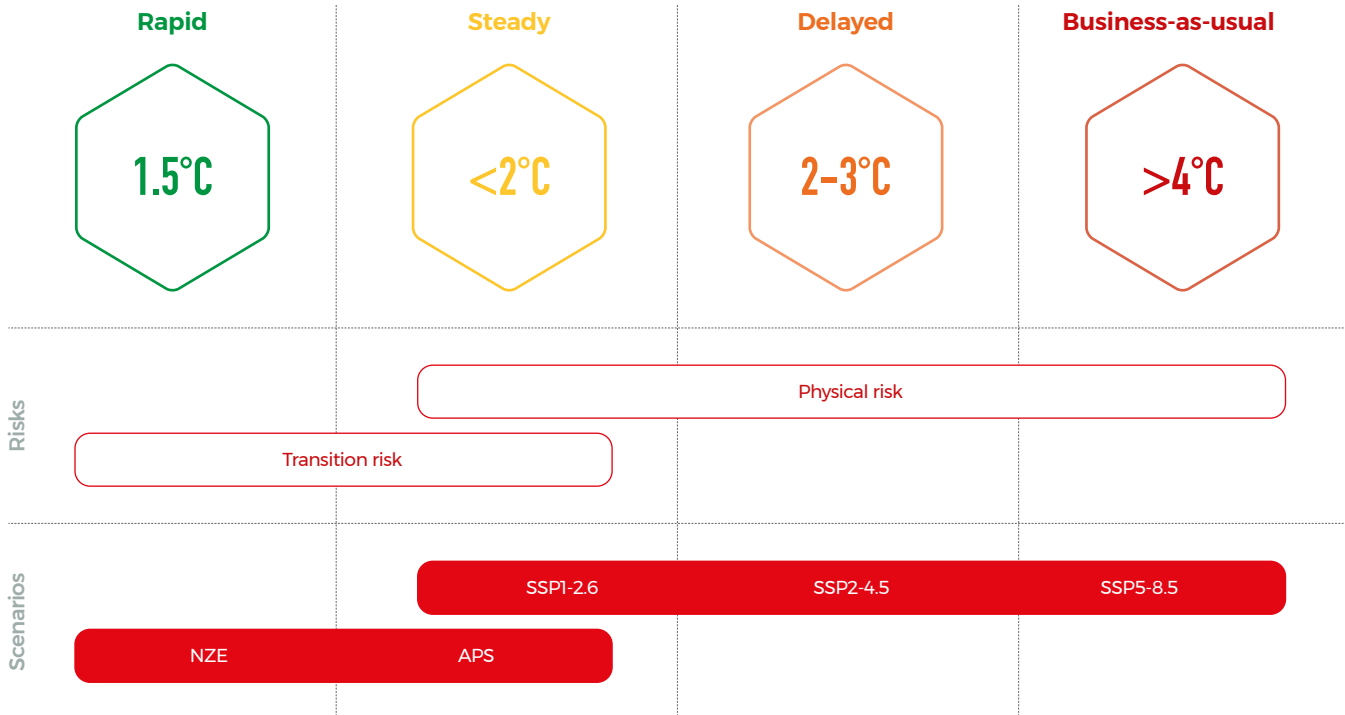 Rapid
Steady
Delayed
Business-as-usual
1.5°C
<2°C
2–3°C
>4°C
Risks
Physical risk
Transition risk
Scenarios
SSP1-2.6
SSP2-4.5
SSP5-8.5
NZE
APS